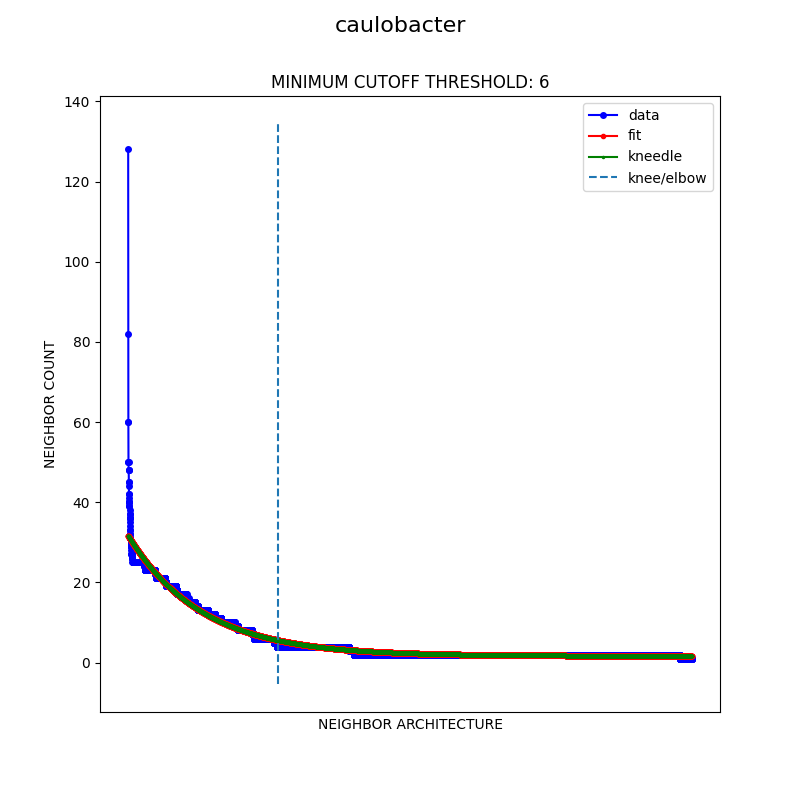 caulobacter
MINIMUM CUTOFF THRESHOLD: 6
140
120
100
80
60
40
20
0
NEIGHBOR COUNT
data
fit
kneedle
knee/elbow
NEIGHBOR ARCHITECTURE